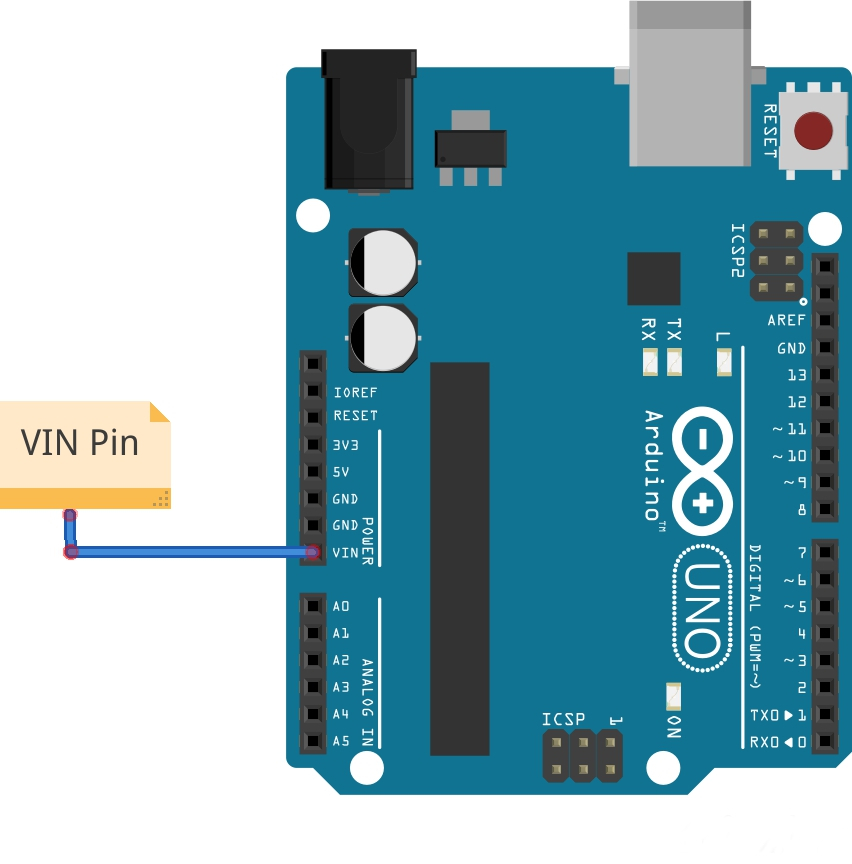 RESET
ICSP2
IOREF
RESET
3V3
5V
GND
GND
VIN
POWER
VIN Pin
A0
A1
A2
A3
A4
A5
ANALOG IN
RX
TX
L
Arduino™
UNO
AREF
GND
13
12
~11
~10
~9
8
7
~6
~5
4
~3
2
TX0▶1
RX0◀0
DIGITAL (PWM=~)
ON
ICSP
1